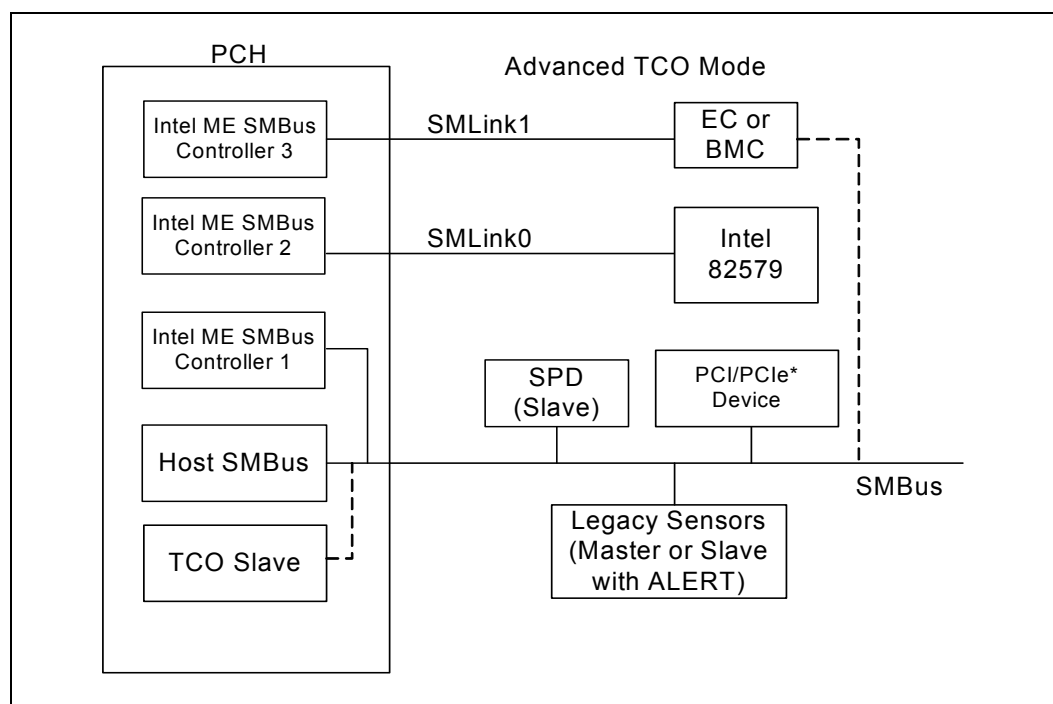 PCH
Advanced TCO Mode
Intel ME SMBus
Controller 3
SMLink1
EC or
BMC
Intel ME SMBus
Controller 2
SMLink0
Intel
82579
Intel ME SMBus
Controller 1
SPD
(Slave)
PCI/PCIe*
Device
Host SMBus
SMBus
TCO Slave
Legacy Sensors
(Master or Slave
with ALERT)